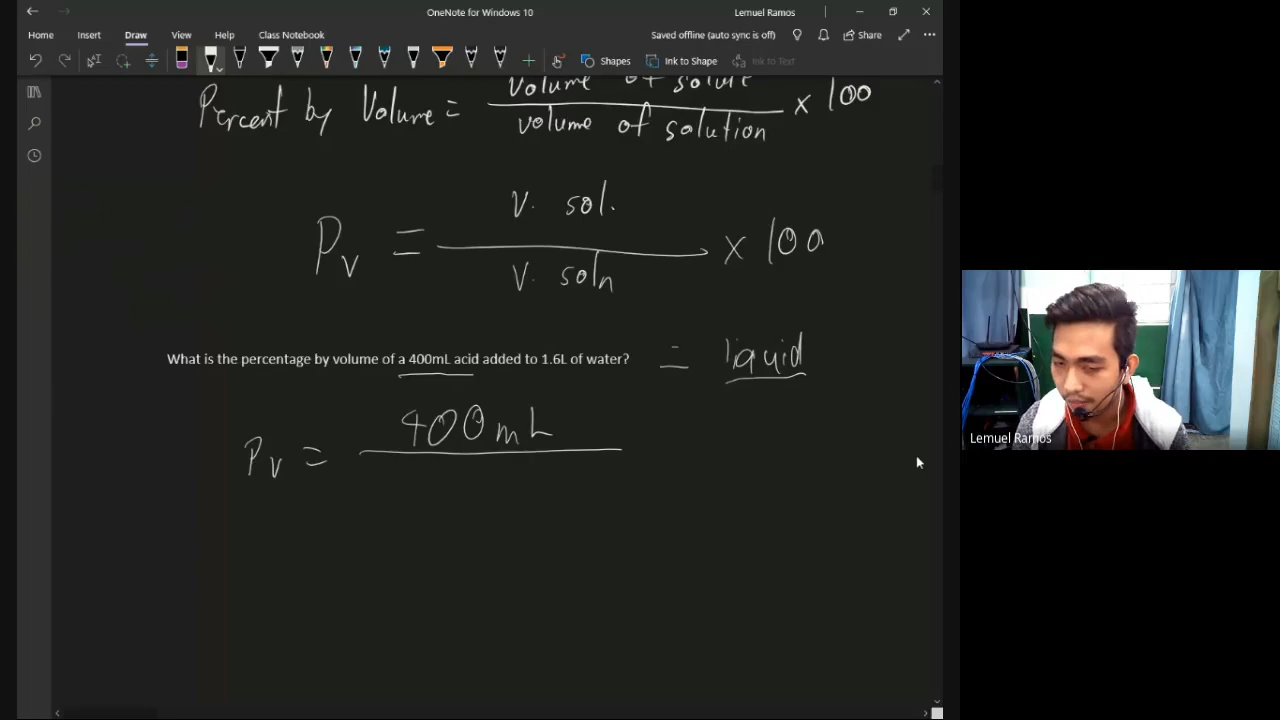 OneNote for Windows 10
Lemuel Ramos
Home Insert Draw View Help Class Notebook
Saved offline (auto sync is off)
Share
Shapes
Ink to Shape
Ink to Text
volume of solute
Percent by Volume = ――― x 100
volume of solution
v. sol.
Pv = ――― x 100
v. soln
What is the percentage by volume of a 400mL acid added to 1.6L of water? = liquid
400 mL
Pv =
Lemuel Ramos